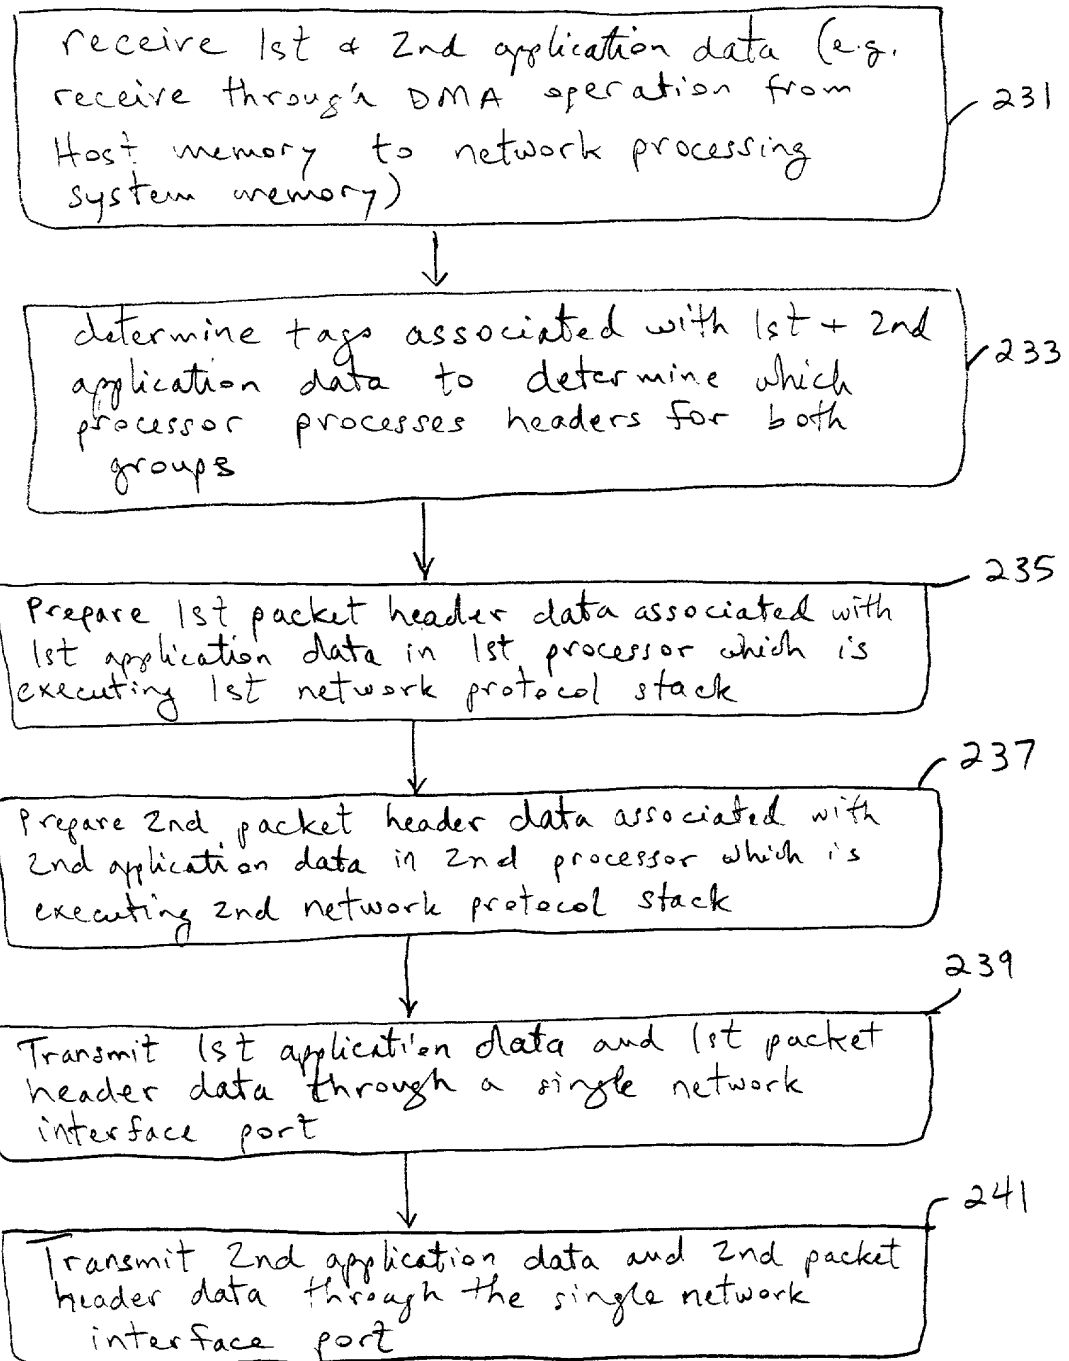 receive 1st & 2nd application data (e.g.
receive through DMA operation from
Host memory to network processing
system memory)
231
determine tags associated with 1st + 2nd
application data to determine which
processor processes headers for both
groups
233
235
Prepare 1st packet header data associated with
1st application data in 1st processor which is
executing 1st network protocol stack
237
Prepare 2nd packet header data associated with
2nd application data in 2nd processor which is
executing 2nd network protocol stack
239
Transmit 1st application data and 1st packet
header data through a single network
interface port
241
Transmit 2nd application data and 2nd packet
header data through the single network
interface port